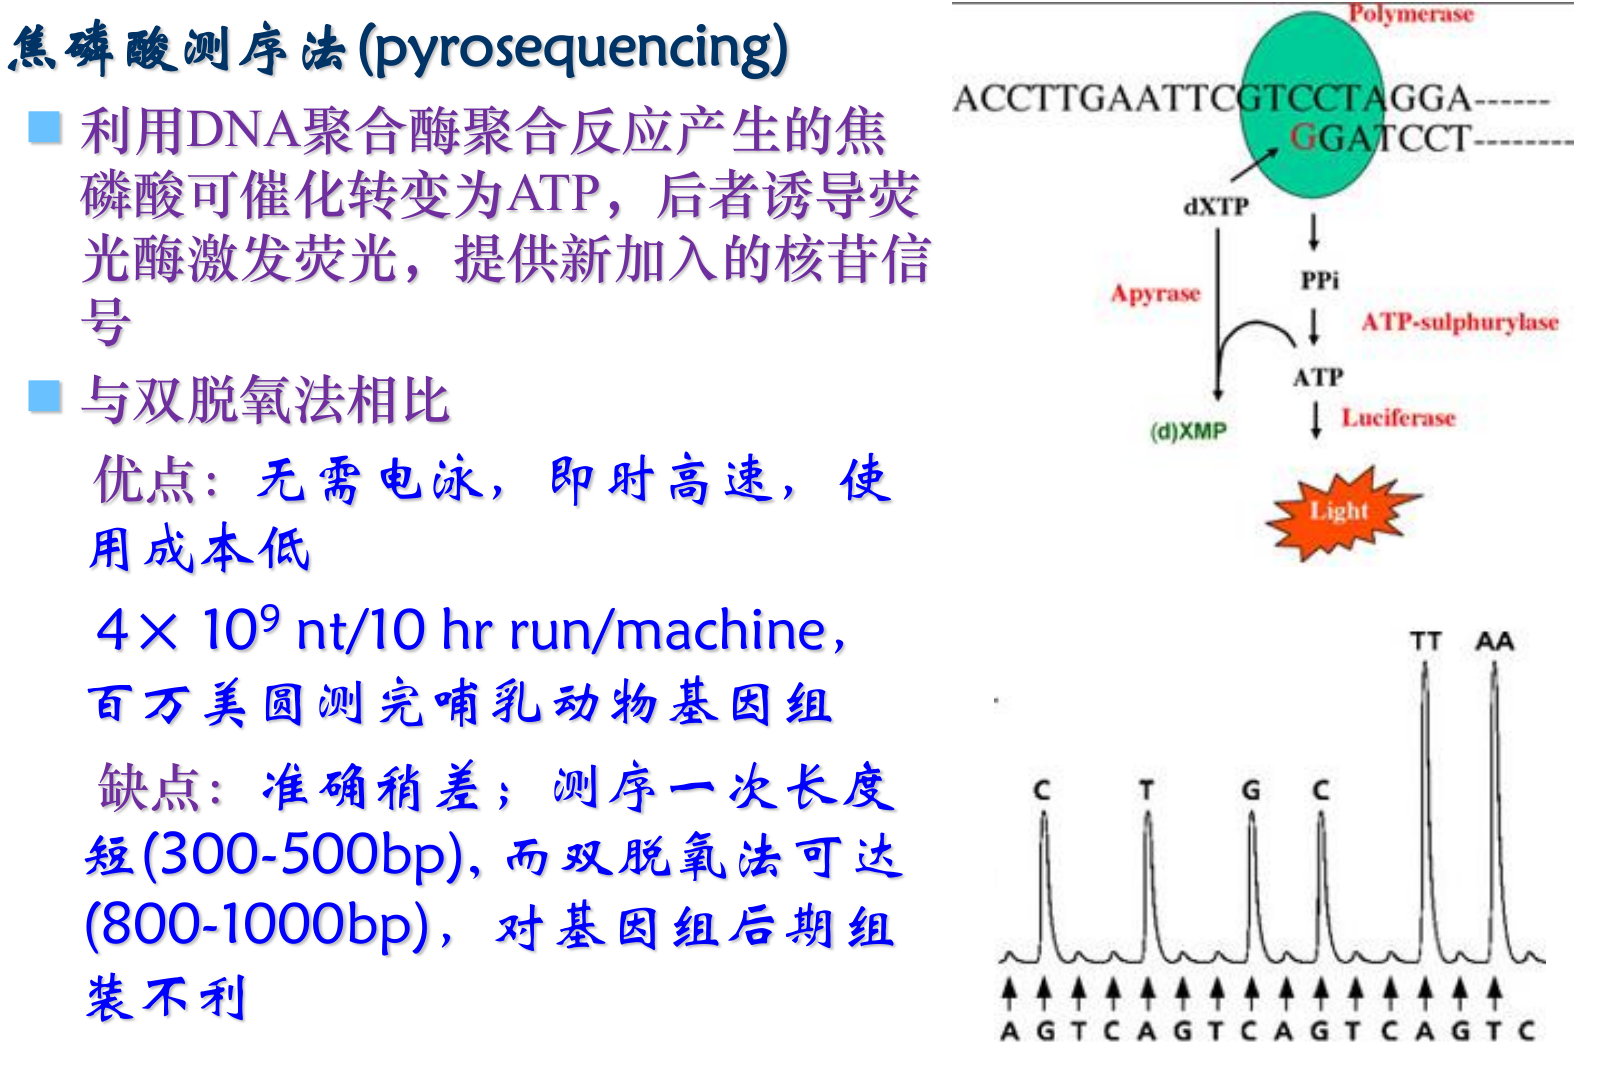 焦磷酸测序法(pyrosequencing)
利用DNA聚合酶聚合反应产生的焦
磷酸可催化转变为ATP，后者诱导荧
光酶激发荧光，提供新加入的核苷信
号
与双脱氧法相比
优点：无需电泳，即时高速，使
用成本低
4× 10⁹ nt/10 hr run/machine，
百万美圆测完哺乳动物基因组
缺点：准确稍差；测序一次长度
短(300-500bp), 而双脱氧法可达
(800-1000bp)，对基因组后期组
装不利
Polymerase
ACCTTGAATTCGTCCTAGGA------
GGATCCT--------
dXTP
PPi
Apyrase
ATP-sulphurylase
ATP
Luciferase
(d)XMP
Light
TT AA
C T G C
A G T C A G T C A G T C A G T C